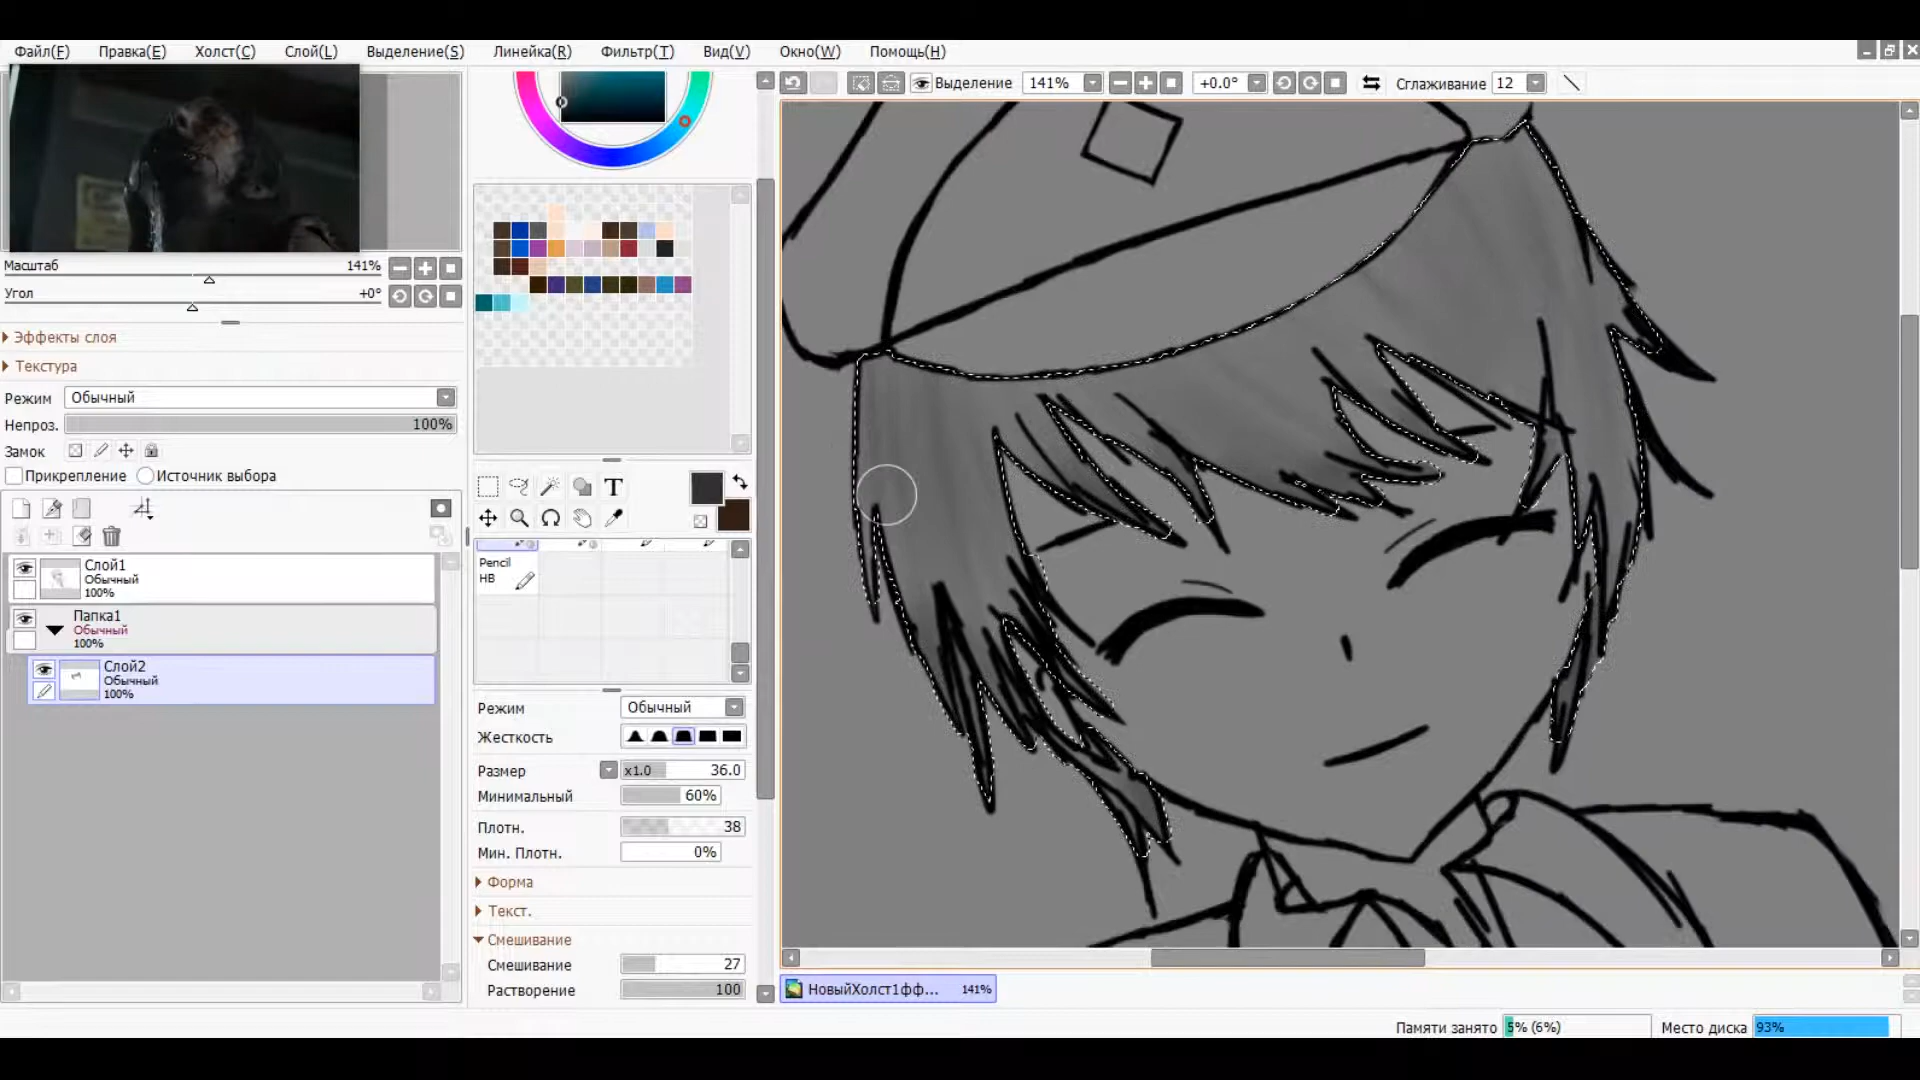 Файл(F) Правка(E) Холст(C) Слой(L) Выделение(S) Линейка(R) Фильтр(T) Вид(V) Окно(W) Помощь(H)
Выделение 141% +0.0° Сглаживание 12
Масштаб 141%
Угол +0°
Эффекты слоя
Текстура
Режим Обычный
Непроз. 100%
Замок
Прикрепление Источник выбора
Слой1
Обычный
100%
Папка1
Обычный
100%
Слой2
Обычный
100%
T
Pencil
HB
Режим Обычный
Жесткость
Размер x1.0 36.0
Минимальный 60%
Плотн. 38
Мин. Плотн. 0%
Форма
Текст.
Смешивание
Смешивание 27
Растворение 100
НовыйХолст1фф... 141%
Памяти занято 5% (6%) Место диска 93%